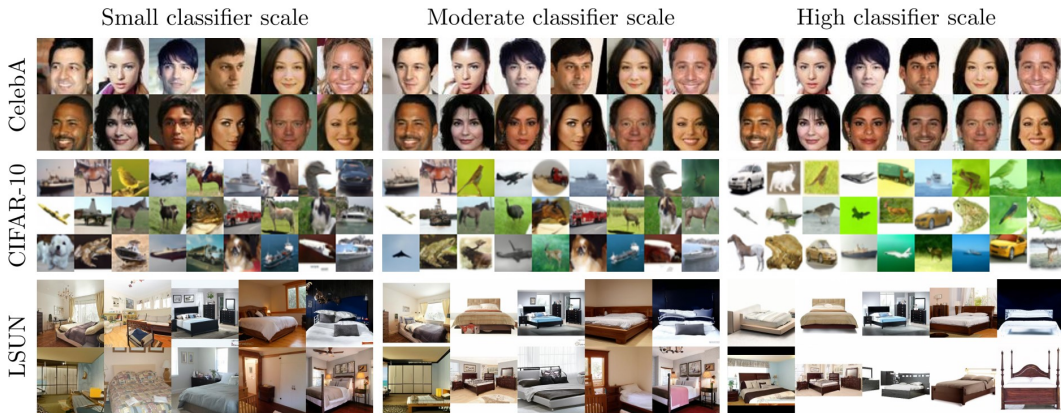 Small classifier scale
Moderate classifier scale
High classifier scale
CelebA
CIFAR-10
LSUN